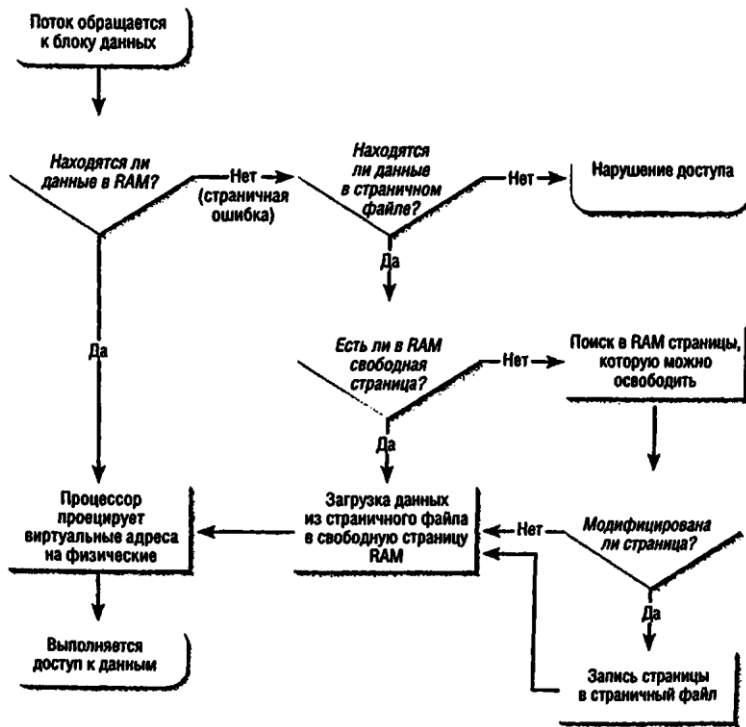 Поток обращается
к блоку данных
Находятся ли
данные в RAM?
Нет
(страничная
ошибка)
Находятся
ли данные
в страничном
файле?
Нет
Нарушение доступа
Да
Да
Есть ли в RAM
свободная
страница?
Нет
Поиск в RAM страницы,
которую можно
освободить
Да
Процессор
проецирует
виртуальные адреса
на физические
Загрузка данных
из страничного файла
в свободную страницу
RAM
Нет
Модифицирована
ли страница?
Да
Выполняется
доступ к данным
Запись страницы
в страничный файл